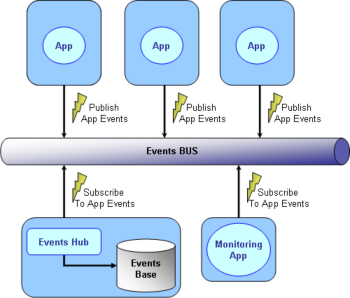 App
App
App
Publish
App Events
Publish
App Events
Publish
App Events
Events BUS
Subscribe
To App Events
Subscribe
To App Events
Events Hub
Events
Base
Monitoring
App